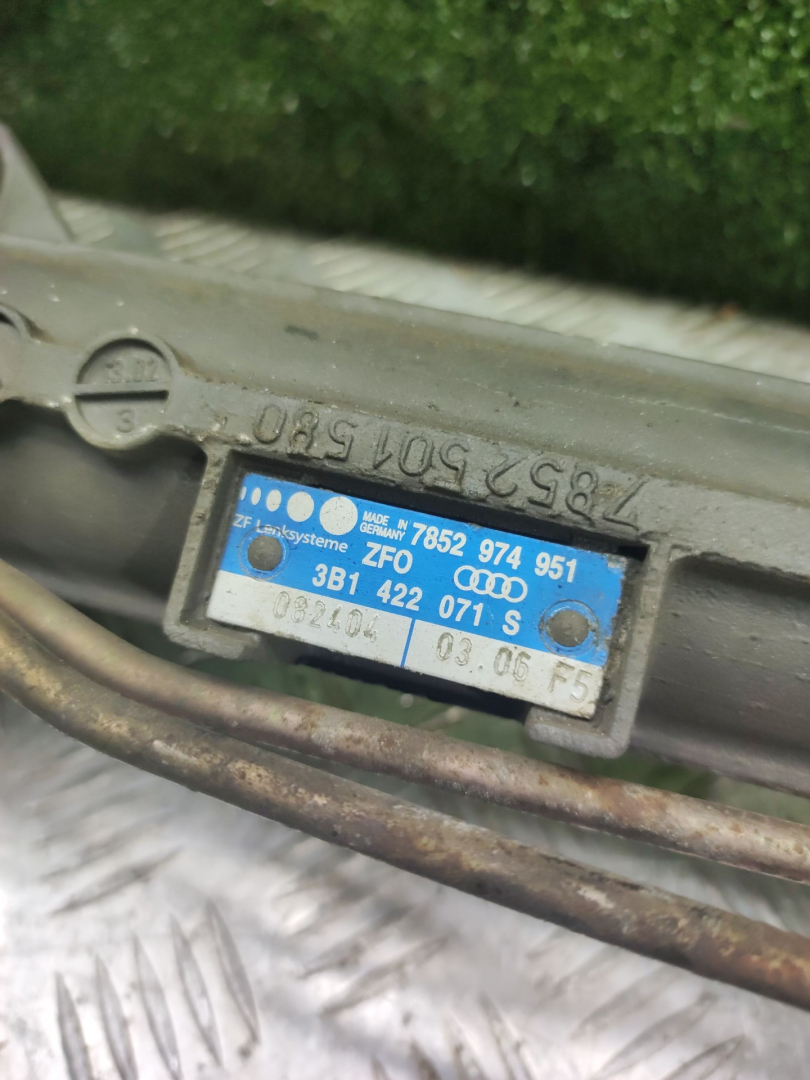 13.02
3
7852501580
MADE IN
GERMANY
7852 974 951
ZF Lenksysteme
ZFO
3B1 422 071 S
082404
03.06 F5